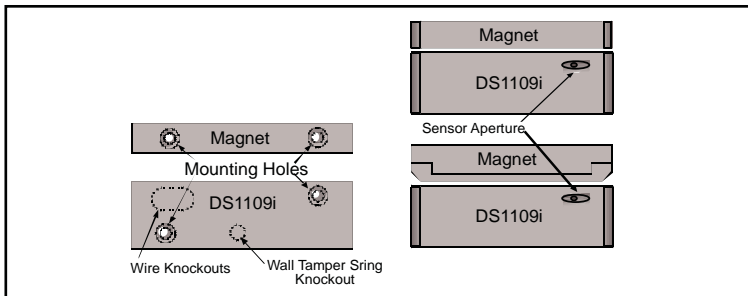 Magnet
DS1109i
Sensor Aperture
Magnet
DS1109i
Magnet
Mounting Holes
DS1109i
Wire Knockouts
Wall Tamper Sring
Knockout